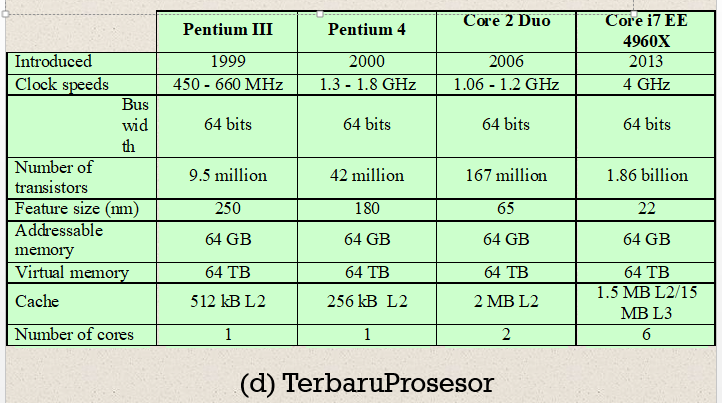 Pentium III Pentium 4 Core 2 Duo Core i7 EE
4960X
Introduced 1999 2000 2006 2013
Clock speeds 450 - 660 MHz 1.3 - 1.8 GHz 1.06 - 1.2 GHz 4 GHz
Bus
wid
th
64 bits 64 bits 64 bits 64 bits
Number of
transistors
9.5 million 42 million 167 million 1.86 billion
Feature size (nm) 250 180 65 22
Addressable
memory
64 GB 64 GB 64 GB 64 GB
Virtual memory 64 TB 64 TB 64 TB 64 TB
Cache 512 kB L2 256 kB L2 2 MB L2 1.5 MB L2/15
MB L3
Number of cores 1 1 2 6
(d) TerbaruProsesor